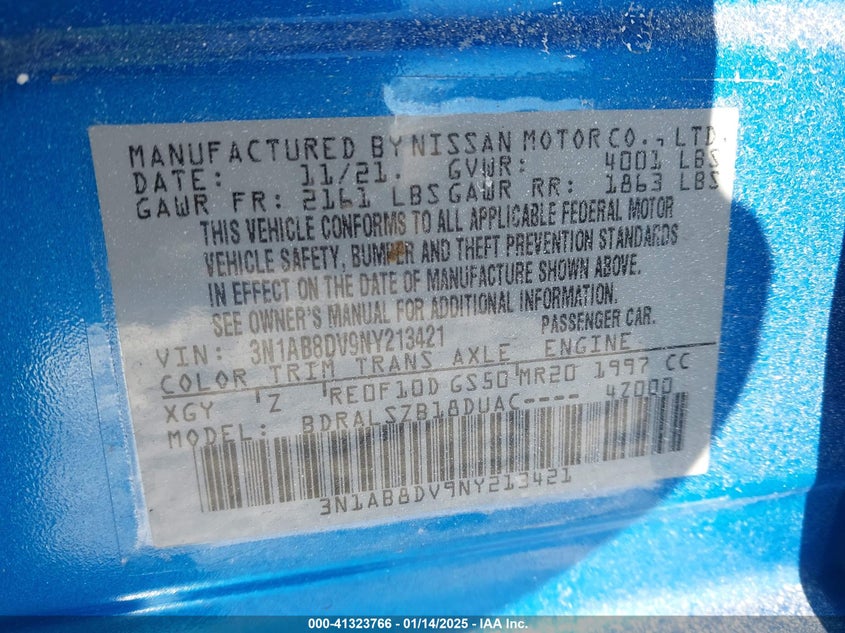 MANUFACTURED BY NISSAN MOTOR CO., LTD.
DATE: 11/21. GVWR: 4001 LBS
GAWR FR: 2161 LBS GAWR RR: 1863 LBS
THIS VEHICLE CONFORMS TO ALL APPLICABLE FEDERAL MOTOR
VEHICLE SAFETY, BUMPER AND THEFT PREVENTION STANDARDS
IN EFFECT ON THE DATE OF MANUFACTURE SHOWN ABOVE.
SEE OWNER'S MANUAL FOR ADDITIONAL INFORMATION.
VIN: 3N1AB8DV9NY213421 PASSENGER CAR.
COLOR TRIM TRANS AXLE ENGINE
XGY Z RE0F10D GS50 MR20 1997 CC
MODEL: BDRALSZB18DUAC---- 4Z000
3N1AB8DV9NY213421
000-41323766 - 01/14/2025 - © IAA Inc.